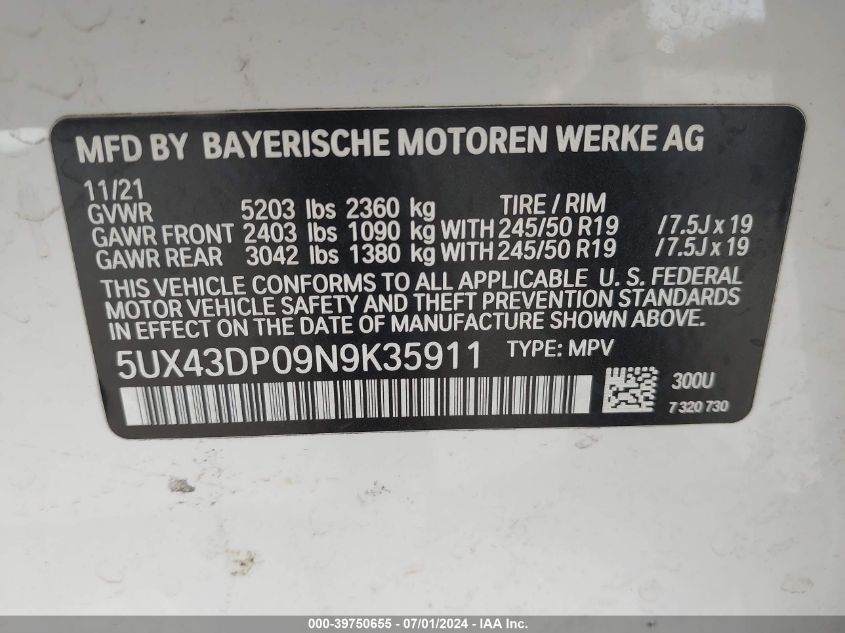 MFD BY BAYERISCHE MOTOREN WERKE AG
11/21
GVWR 5203 lbs 2360 kg TIRE / RIM
GAWR FRONT 2403 lbs 1090 kg WITH 245/50 R19 / 7.5J x 19
GAWR REAR 3042 lbs 1380 kg WITH 245/50 R19 / 7.5J x 19
THIS VEHICLE CONFORMS TO ALL APPLICABLE U. S. FEDERAL
MOTOR VEHICLE SAFETY AND THEFT PREVENTION STANDARDS
IN EFFECT ON THE DATE OF MANUFACTURE SHOWN ABOVE.
5UX43DP09N9K35911 TYPE: MPV
300U
7 320 730
000-39750655 - 07/01/2024 - IAAI Inc.